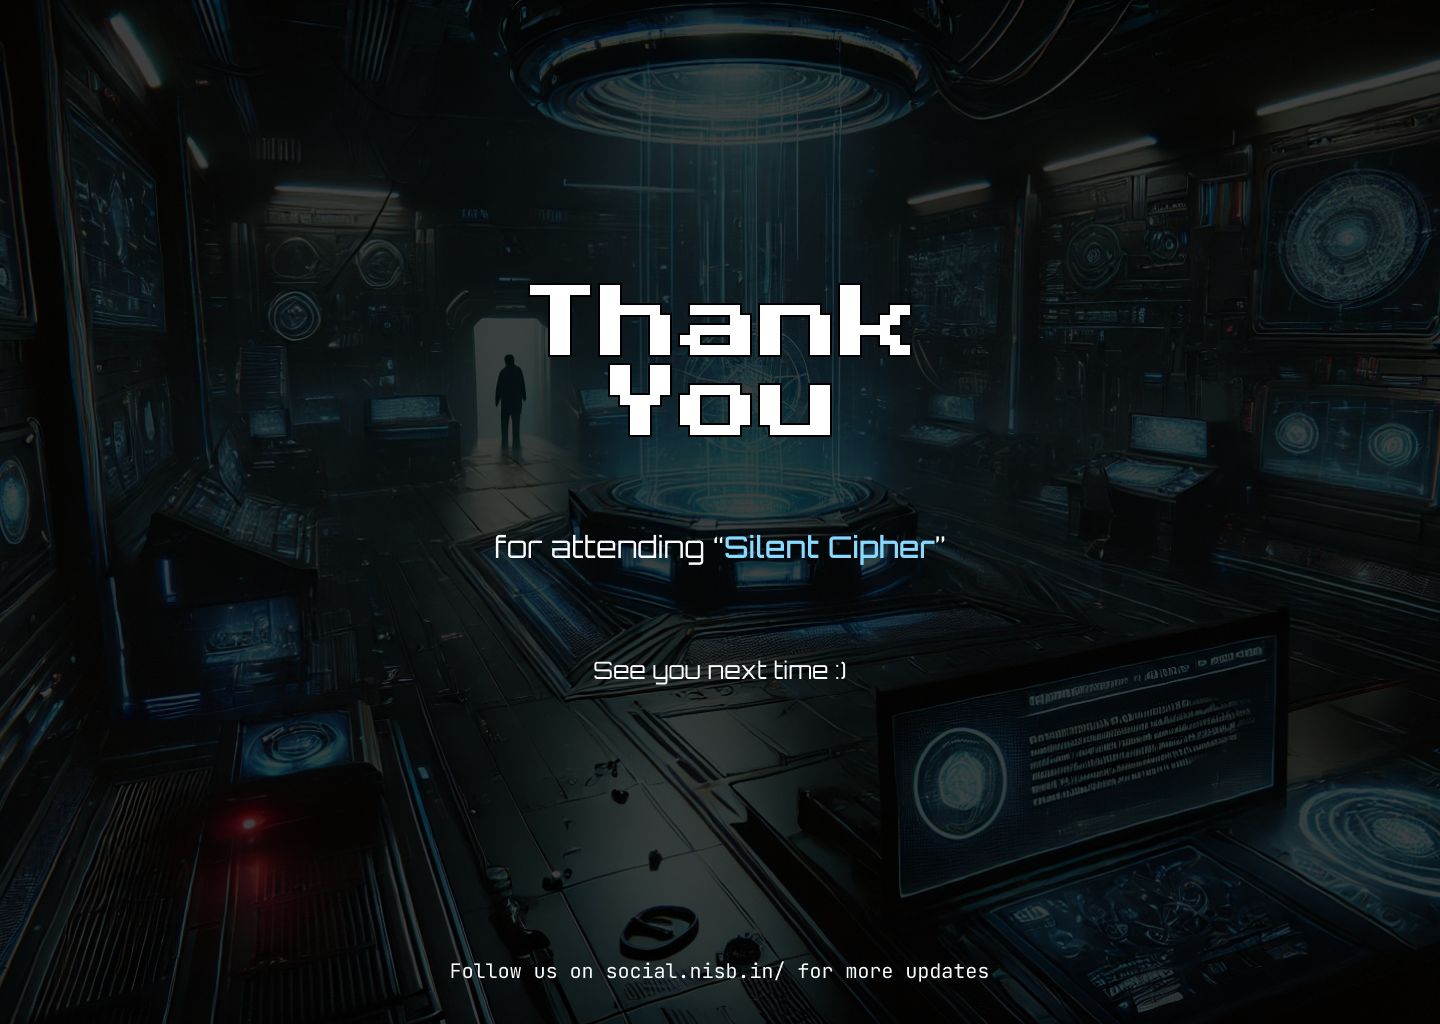 Thank
You
for attending “Silent Cipher”
See you next time :)
Follow us on social.nisb.in/ for more updates